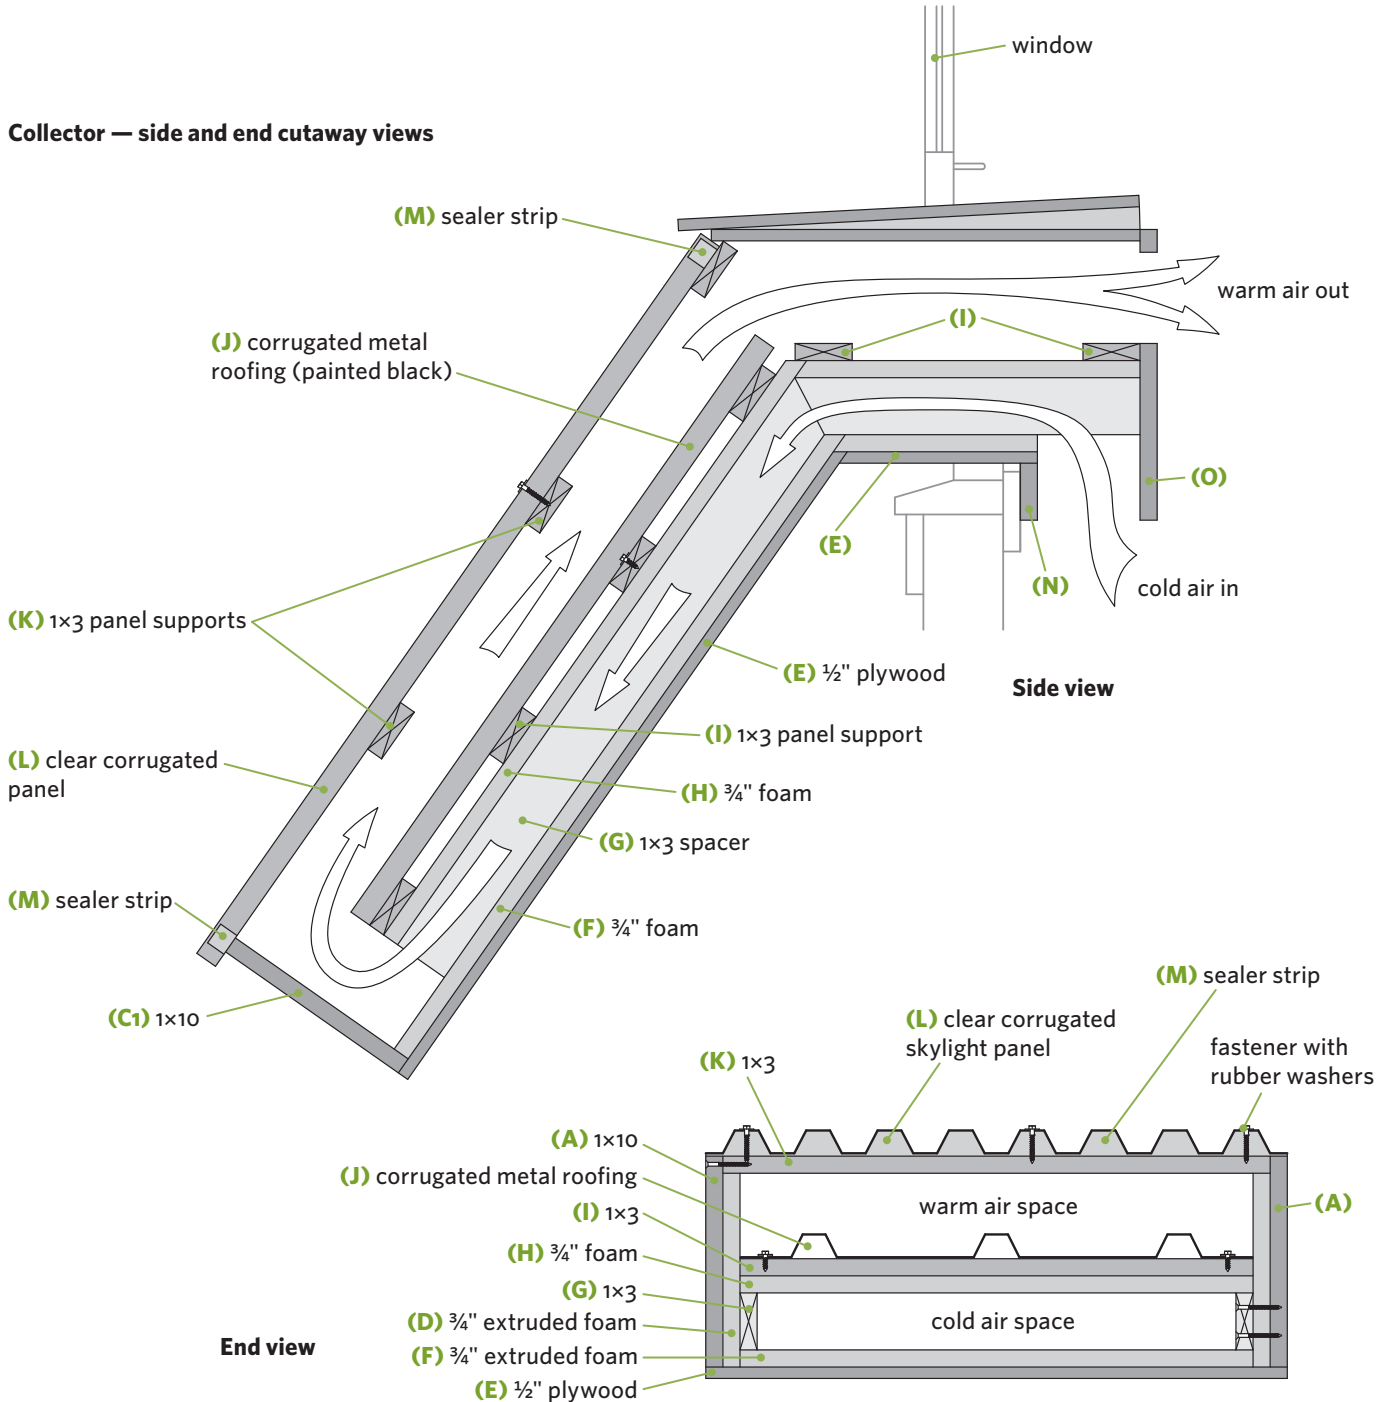 window
Collector — side and end cutaway views
(M) sealer strip
warm air out
(I)
(J) corrugated metal
roofing (painted black)
(O)
(E)
(N)
cold air in
(K) 1×3 panel supports
(E) ½" plywood
Side view
(I) 1×3 panel support
(L) clear corrugated
panel
(H) ¾" foam
(G) 1×3 spacer
(M) sealer strip
(F) ¾" foam
(C1) 1×10
(M) sealer strip
(L) clear corrugated
skylight panel
fastener with
rubber washers
(K) 1×3
(A) 1×10
(J) corrugated metal roofing
warm air space
(A)
(I) 1×3
(H) ¾" foam
(G) 1×3
(D) ¾" extruded foam
cold air space
End view
(F) ¾" extruded foam
(E) ½" plywood